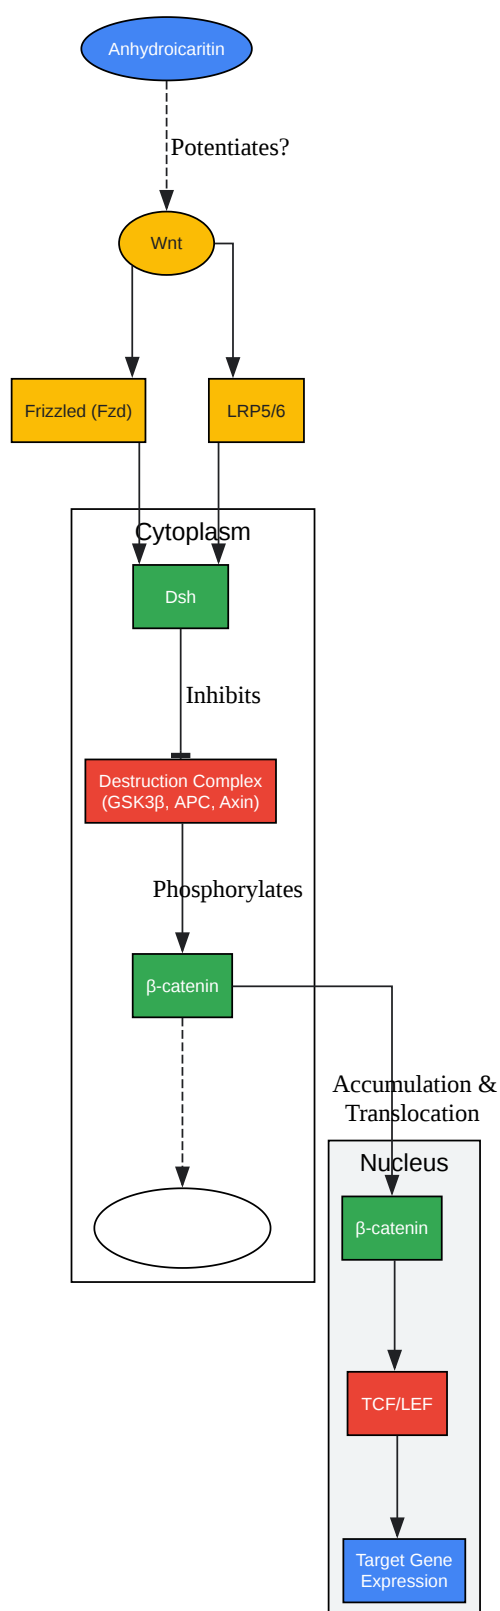 Anhydroicaritin
Potentiates?
Wnt
Frizzled (Fzd)
LRP5/6
Cytoplasm
Dsh
Inhibits
Destruction Complex
(GSK3β, APC, Axin)
Phosphorylates
β-catenin
Accumulation &
Translocation
Nucleus
β-catenin
TCF/LEF
Target Gene
Expression